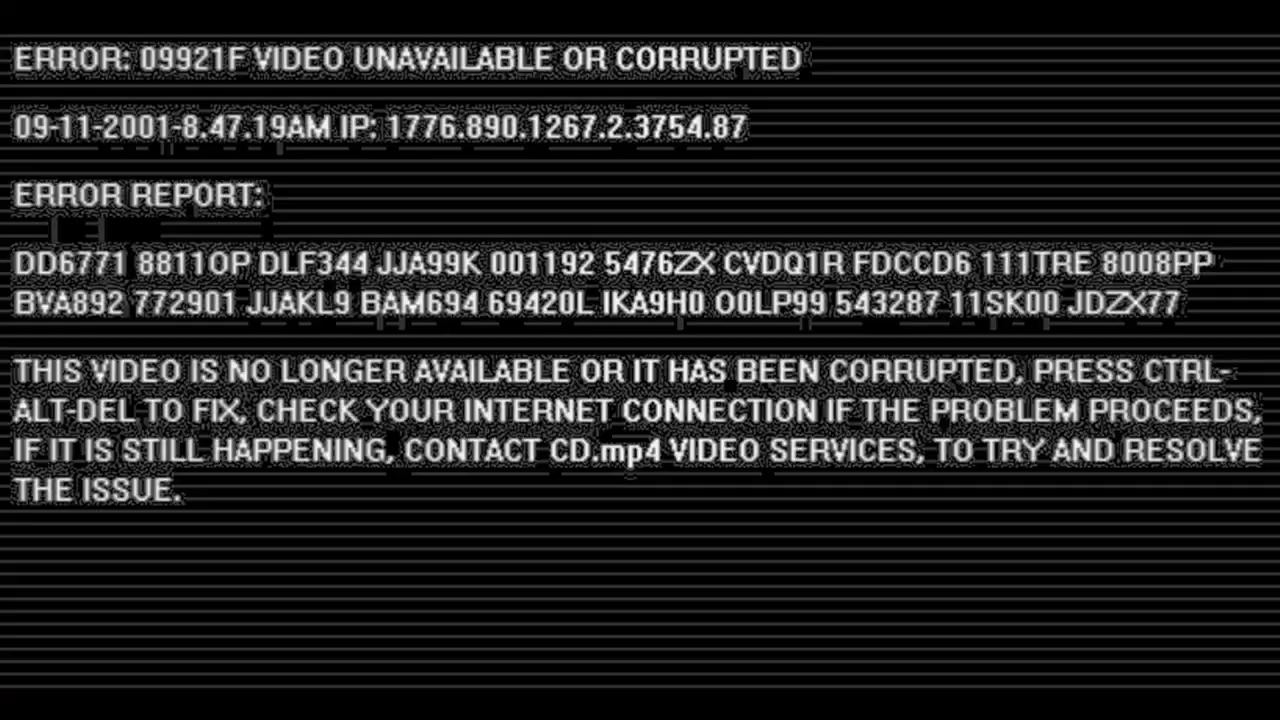 ERROR: 09921F VIDEO UNAVAILABLE OR CORRUPTED
09-11-2001-8.47.19AM IP: 1776.890.1267.2.3754.87
ERROR REPORT:
DD6771 8811OP DLF344 JJA99K 001192 5476ZX CVDQ1R FDCCD6 111TRE 8008PP
BVA892 772901 JJAKL9 BAM694 69420L IKA9H0 O0LP99 543287 11SK00 JDZX77
THIS VIDEO IS NO LONGER AVAILABLE OR IT HAS BEEN CORRUPTED, PRESS CTRL-
ALT-DEL TO FIX, CHECK YOUR INTERNET CONNECTION IF THE PROBLEM PROCEEDS,
IF IT IS STILL HAPPENING, CONTACT CD.mp4 VIDEO SERVICES, TO TRY AND RESOLVE
THE ISSUE.